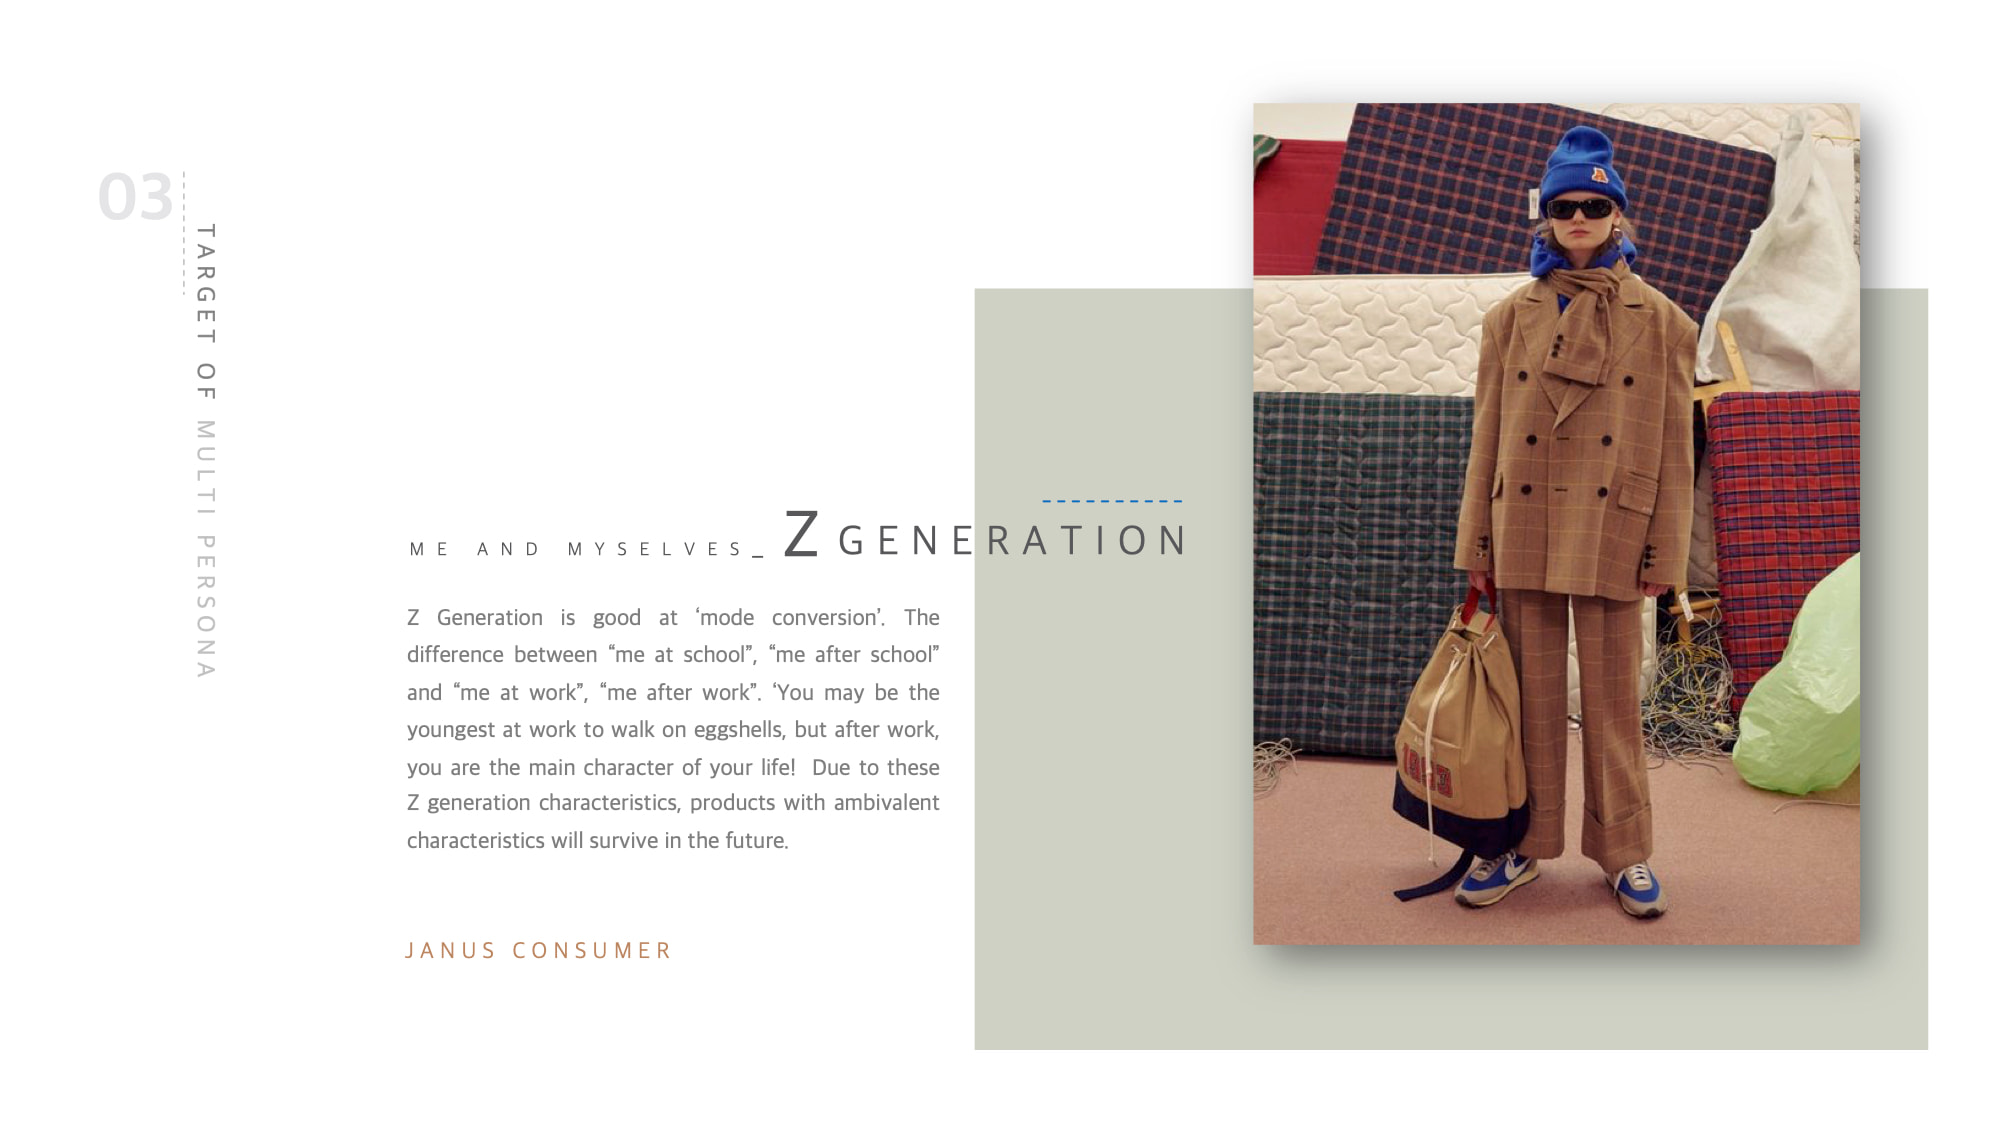 03
TARGET OF MULTI PERSONA
ME AND MYSELVES_ Z GENERATION
Z Generation is good at ‘mode conversion’. The
difference between “me at school”, “me after school”
and “me at work”, “me after work”. ‘You may be the
youngest at work to walk on eggshells, but after work,
you are the main character of your life!  Due to these
Z generation characteristics, products with ambivalent
characteristics will survive in the future.
JANUS CONSUMER
A